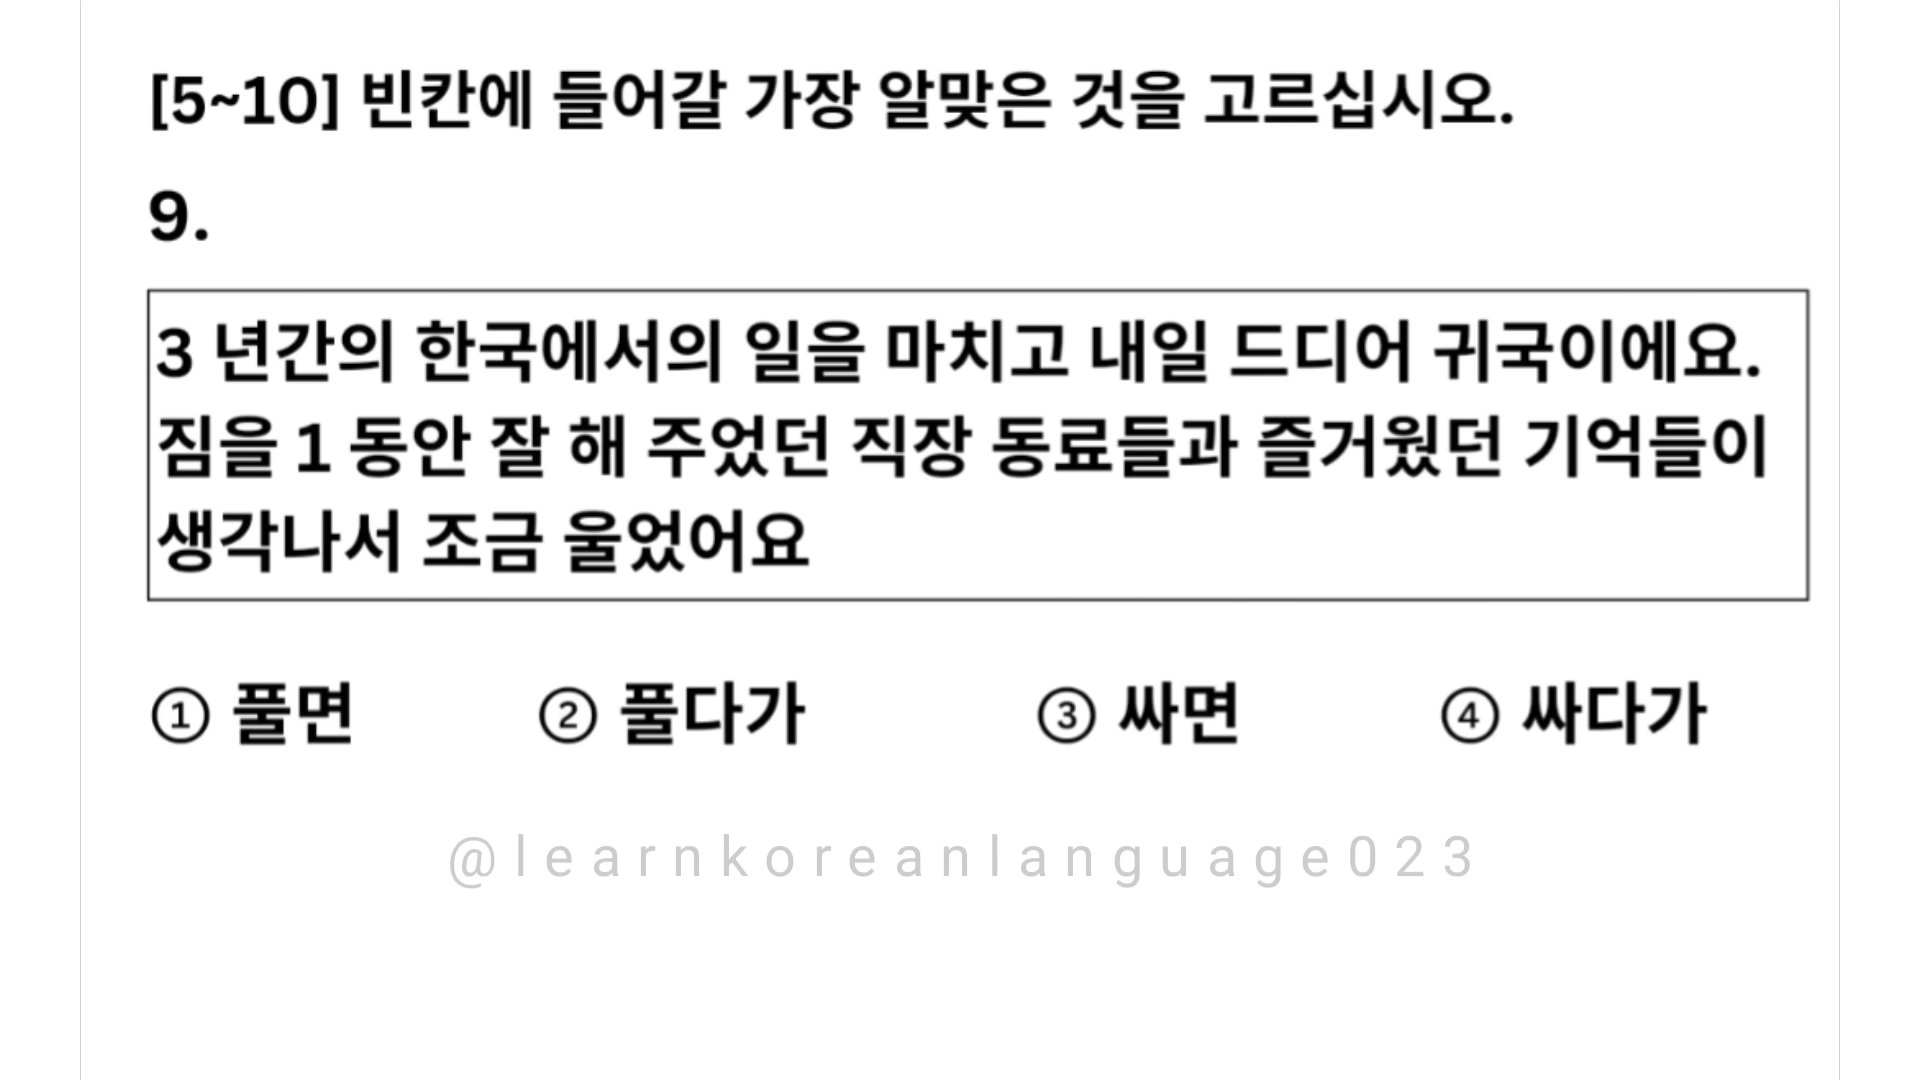 [5~10] 빈칸에 들어갈 가장 알맞은 것을 고르십시오.
9.
3 년간의 한국에서의 일을 마치고 내일 드디어 귀국이에요.
짐을 1 동안 잘 해 주었던 직장 동료들과 즐거웠던 기억들이
생각나서 조금 울었어요
① 풀면 ② 풀다가 ③ 싸면 ④ 싸다가
@learnkoreanlanguage023